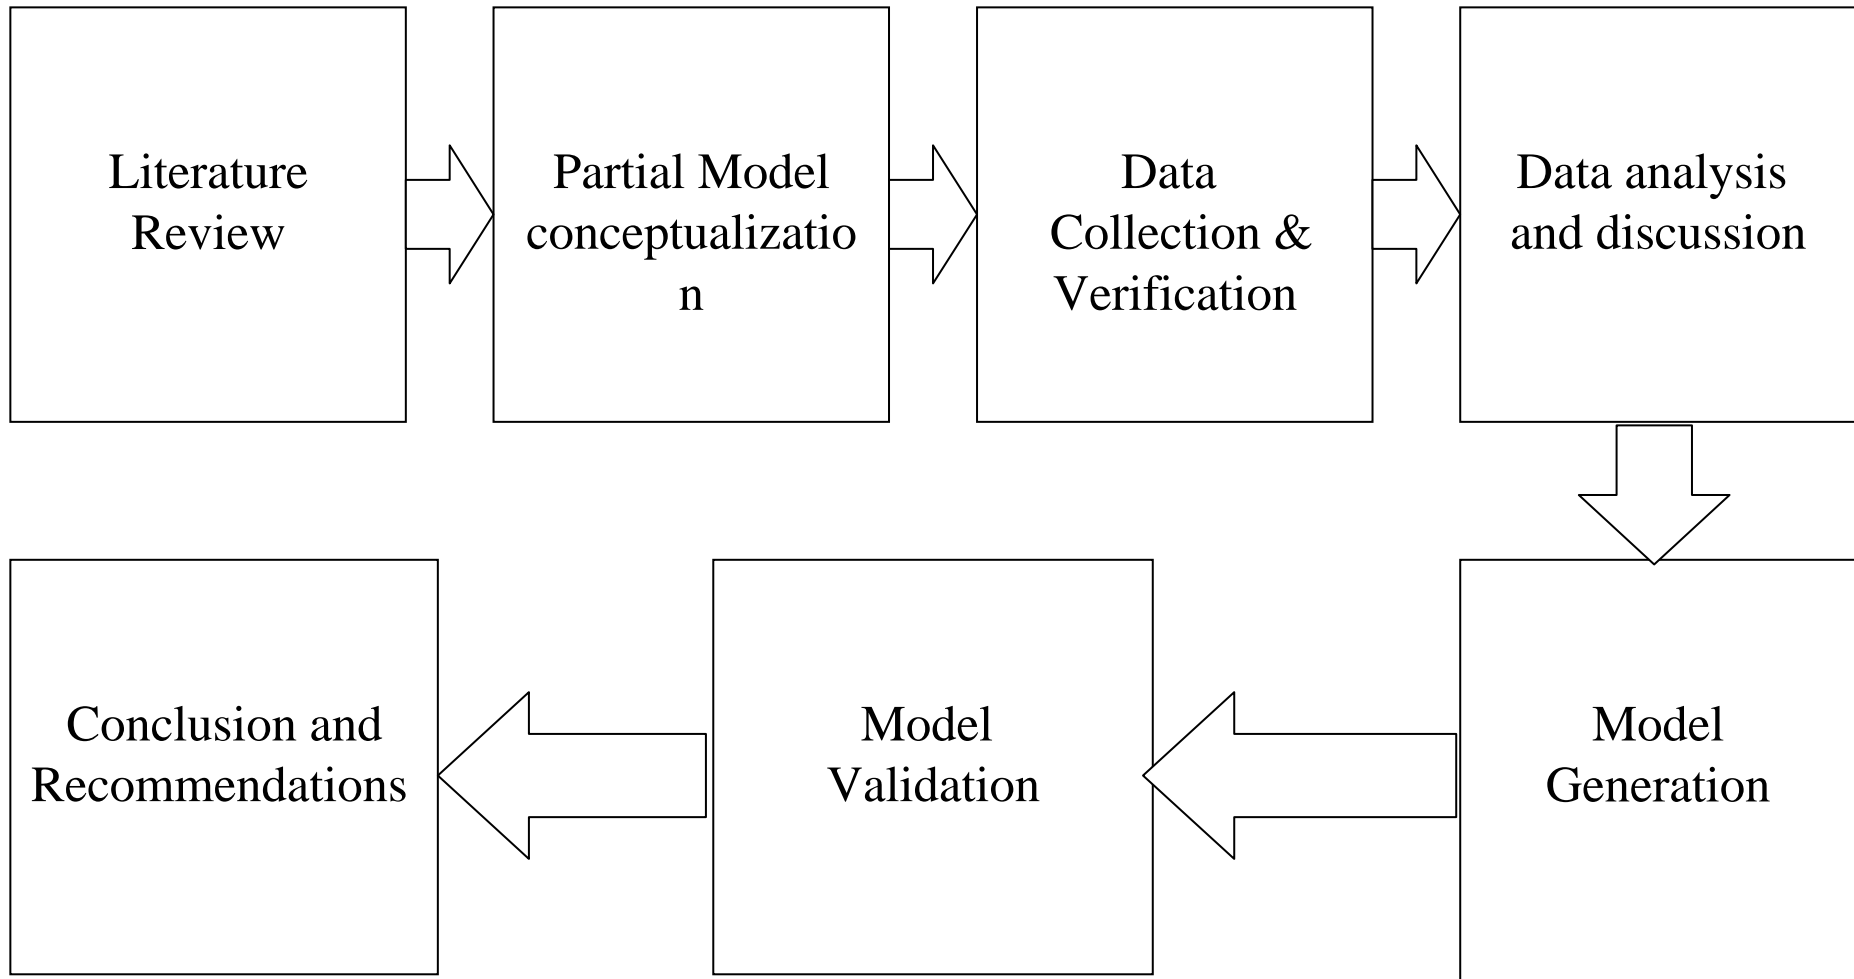 Literature
Review
Partial Model
conceptualizatio
n
Data
Collection &
Verification
Data analysis
and discussion
Model
Generation
Model
Validation
Conclusion and
Recommendations